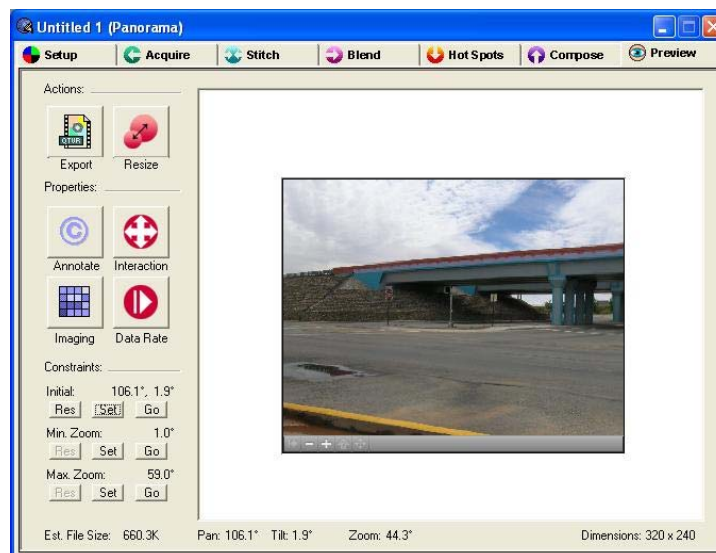 Untitled 1 (Panorama)
Setup Acquire Stitch Blend Hot Spots Compose Preview
Actions:
QTVR
Export Resize
Properties:
©
Annotate Interaction
Imaging Data Rate
Constraints:
Initial: 106.1°, 1.9°
Res Set Go
Min. Zoom: 1.0°
Res Set Go
Max. Zoom: 59.0°
Res Set Go
Est. File Size: 660.3K Pan: 106.1° Tilt: 1.9° Zoom: 44.3° Dimensions: 320 x 240